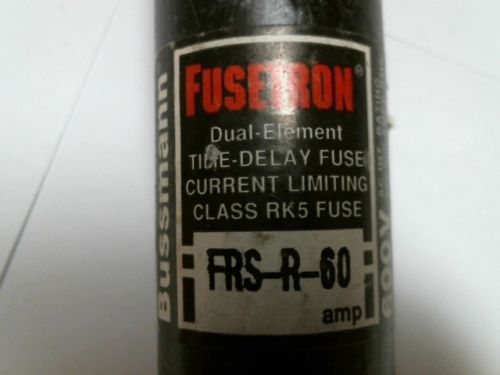 Bussmann
FUSETRON®
Dual-Element
TIME-DELAY FUSE
CURRENT LIMITING
CLASS RK5 FUSE
FRS-R-60
amp
600V